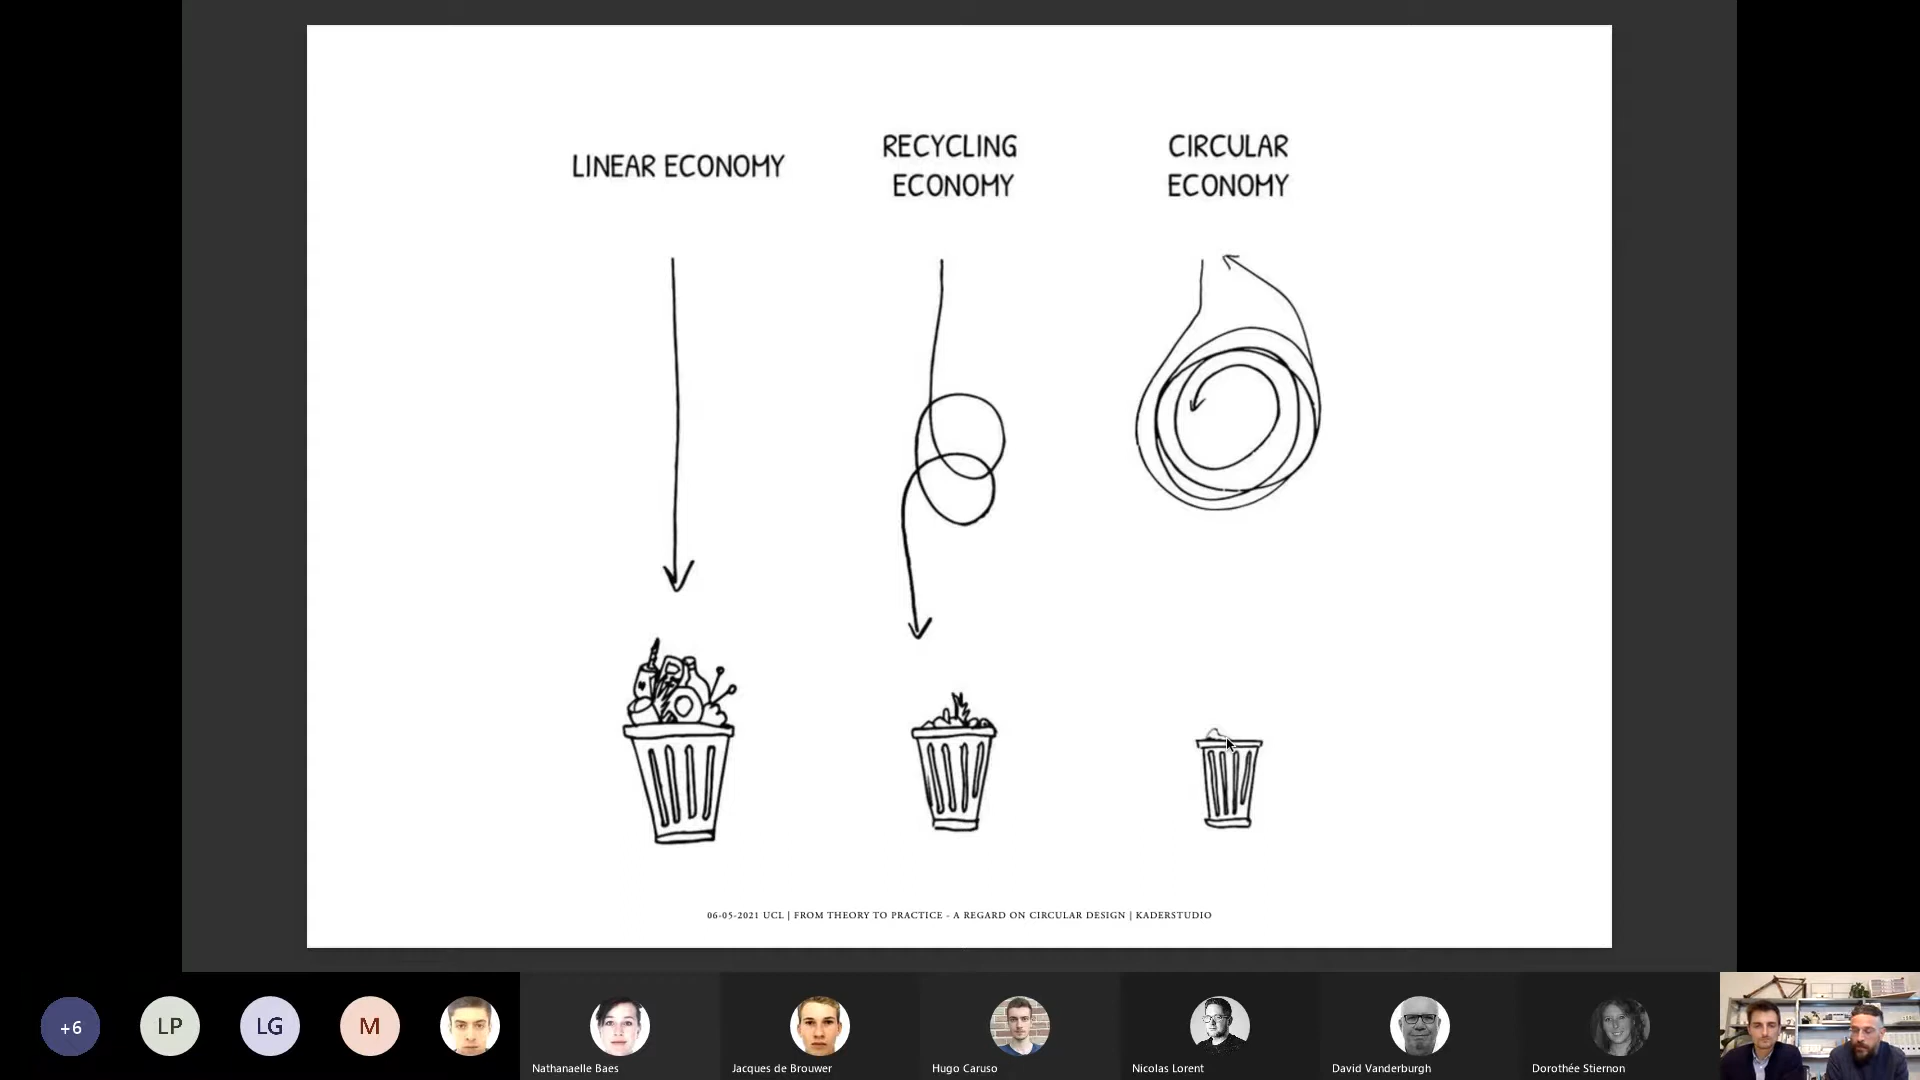 LINEAR ECONOMY
RECYCLING
ECONOMY
CIRCULAR
ECONOMY
06-05-2021 UCL | FROM THEORY TO PRACTICE - A REGARD ON CIRCULAR DESIGN | KADERSTUDIO
+6
LP
LG
M
Nathanaelle Baes
Jacques de Brouwer
Hugo Caruso
Nicolas Lorent
David Vanderburgh
Dorothée Stiernon